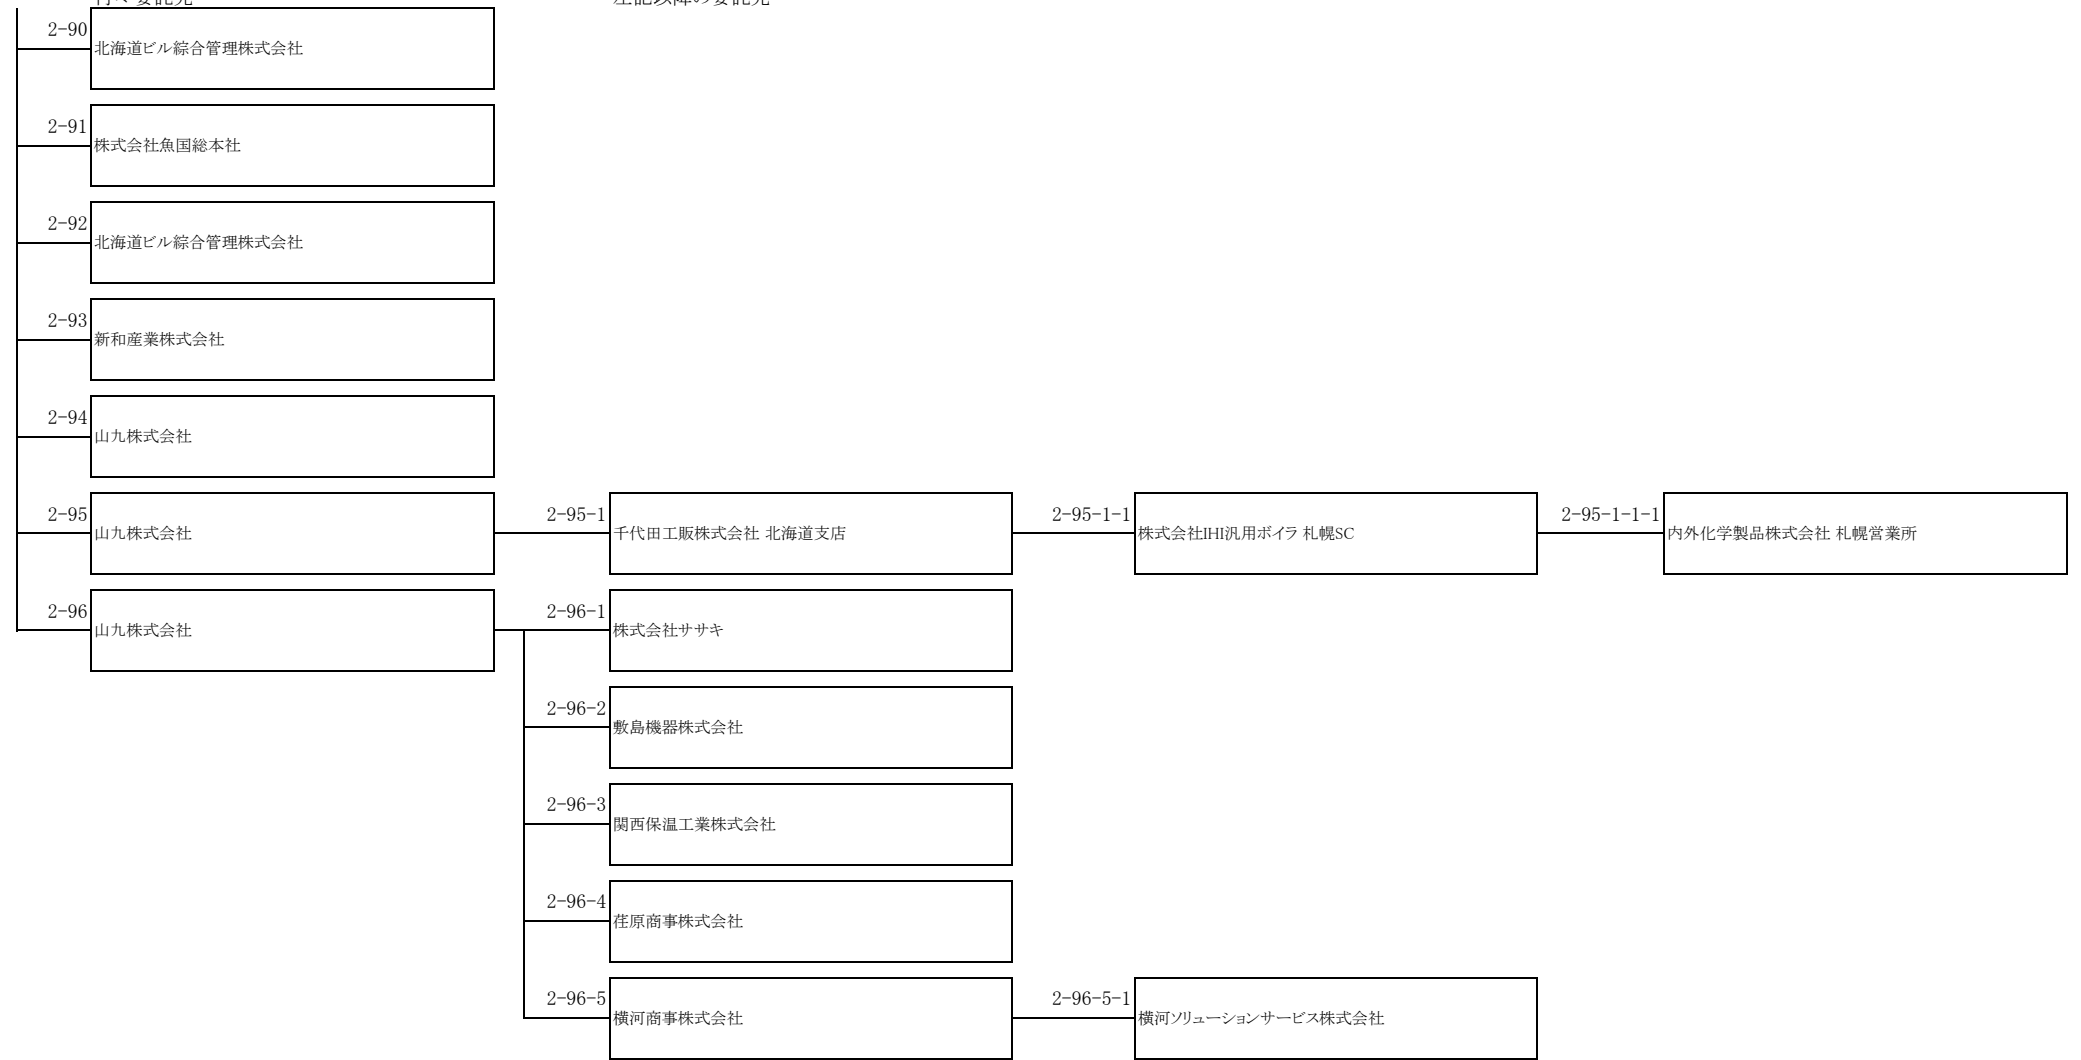 2-90
北海道ビル綜合管理株式会社
2-91
株式会社魚国総本社
2-92
北海道ビル綜合管理株式会社
2-93
新和産業株式会社
2-94
山九株式会社
2-95
山九株式会社
2-95-1
千代田工販株式会社 北海道支店
2-95-1-1
株式会社IHI汎用ボイラ 札幌SC
2-95-1-1-1
内外化学製品株式会社 札幌営業所
2-96
山九株式会社
2-96-1
株式会社ササキ
2-96-2
敷島機器株式会社
2-96-3
関西保温工業株式会社
2-96-4
荏原商事株式会社
2-96-5
横河商事株式会社
2-96-5-1
横河ソリューションサービス株式会社